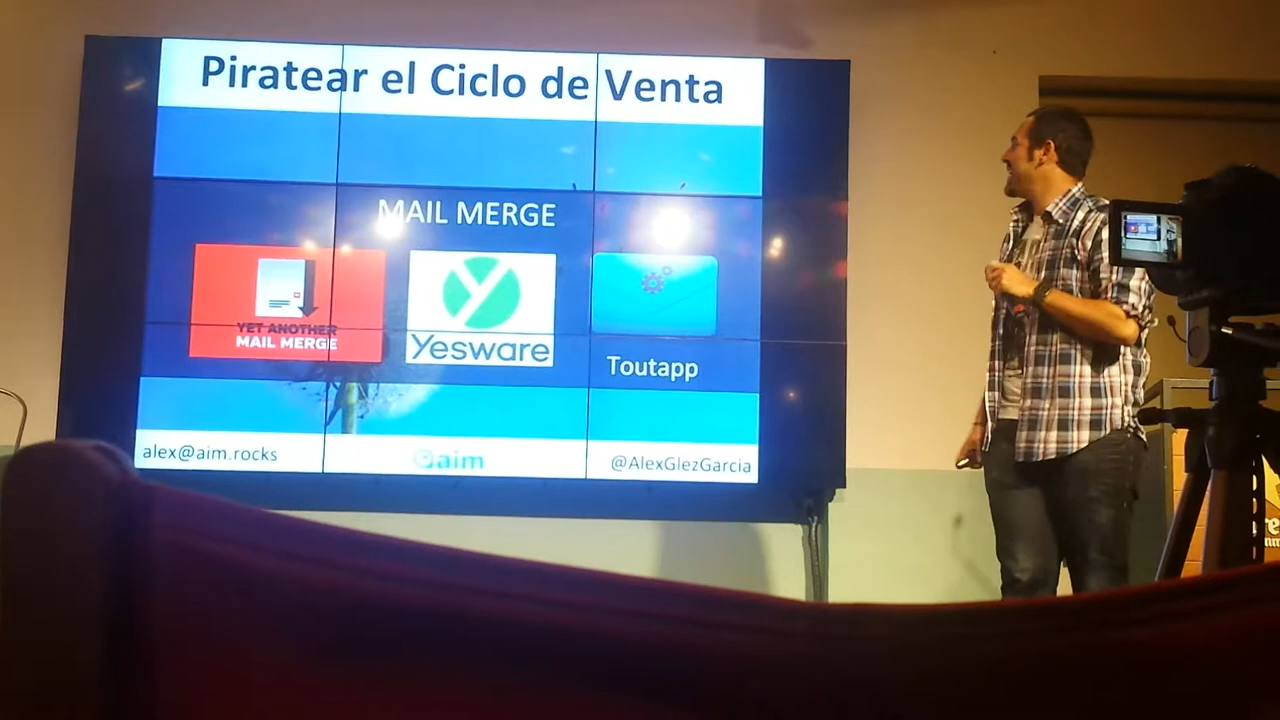 Piratear el Ciclo de Venta
MAIL MERGE
YET ANOTHER
MAIL MERGE
Yesware
Toutapp
alex@aim.rocks
aim
@AlexGlezGarcia